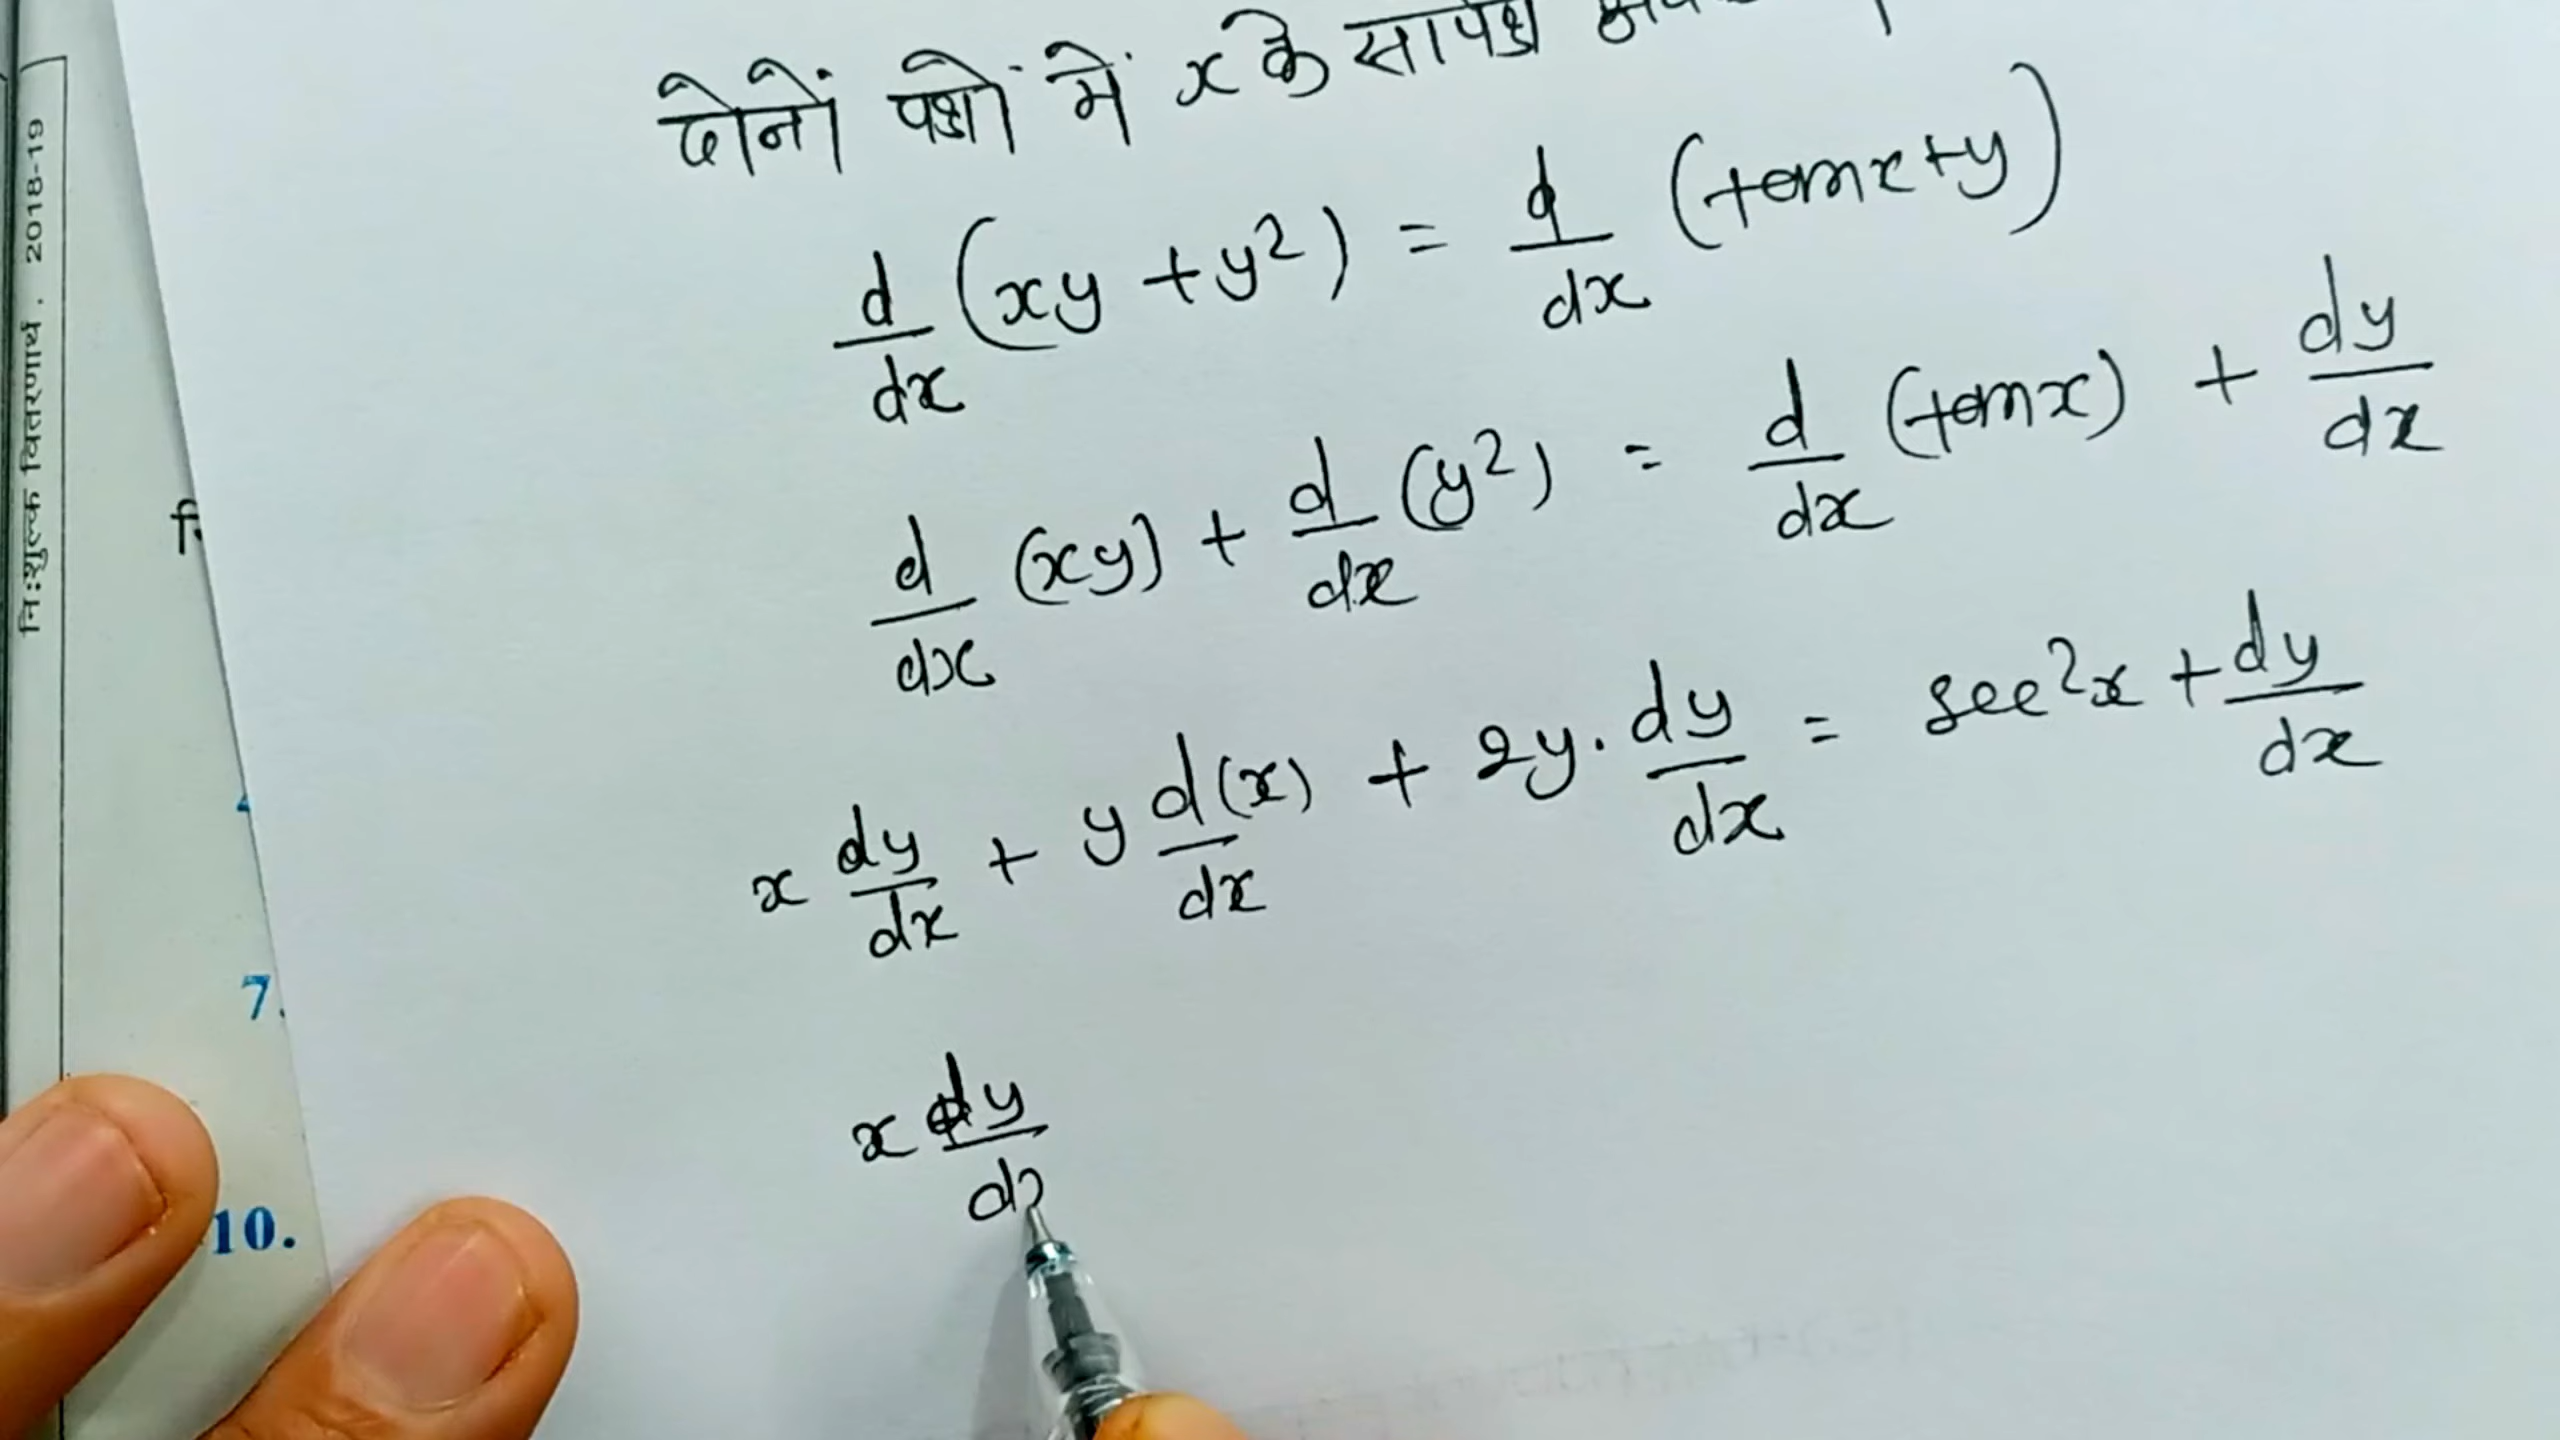 दोनों पक्षों में x के सापेक्ष
d/dx (xy + y²) = d/dx (tanx + y)
d/dx (xy) + d/dx (y²) = d/dx (tanx) + dy/dx
x dy/dx + y d(x)/dx + 2y . dy/dx = sec²x + dy/dx
x dy/dx
नि:शुल्क वितरणार्थ . 2018-19
7.
10.